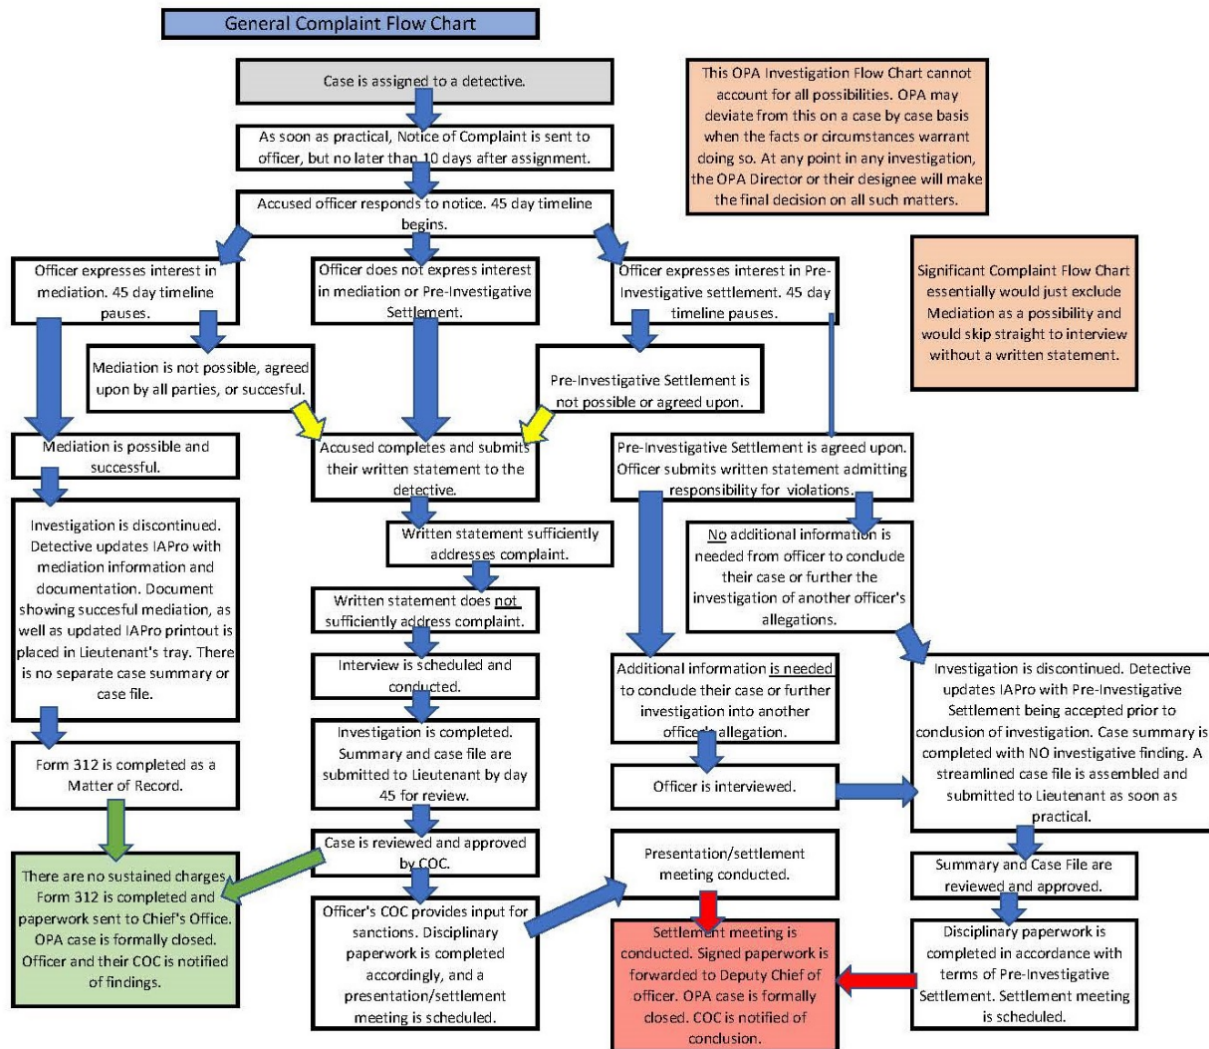 General Complaint Flow Chart
Case is assigned to a detective.
This OPA Investigation Flow Chart cannot
account for all possibilities. OPA may
deviate from this on a case by case basis
when the facts or circumstances warrant
doing so. At any point in any investigation,
the OPA Director or their designee will make
the final decision on all such matters.
As soon as practical, Notice of Complaint is sent to
officer, but no later than 10 days after assignment.
Accused officer responds to notice. 45 day timeline
begins.
Significant Complaint Flow Chart
essentially would just exclude
Mediation as a possibility and
would skip straight to interview
without a written statement.
Officer expresses interest in
mediation. 45 day timeline
pauses.
Officer does not express interest
in mediation or Pre-Investigative
Settlement.
Officer expresses interest in Pre-
Investigative settlement. 45 day
timeline pauses.
Mediation is not possible, agreed
upon by all parties, or succesful.
Pre-Investigative Settlement is
not possible or agreed upon.
Mediation is possible and
successful.
Accused completes and submits
their written statement to the
detective.
Pre-Investigative Settlement is agreed upon.
Officer submits written statement admitting
responsibility for violations.
Investigation is discontinued.
Detective updates IAPro with
mediation information and
documentation. Document
showing succesful mediation, as
well as updated IAPro printout is
placed in Lieutenant's tray. There
is no separate case summary or
case file.
Written statement sufficiently
addresses complaint.
No additional information is
needed from officer to conclude
their case or further the
investigation of another officer's
allegations.
Written statement does not
sufficiently address complaint.
Interview is scheduled and
conducted.
Additional information is needed
to conclude their case or further
investigation into another
officer's allegation.
Investigation is discontinued. Detective
updates IAPro with Pre-Investigative
Settlement being accepted prior to
conclusion of investigation. Case summary
is completed with NO investigative finding. A
streamlined case file is assembled and
submitted to Lieutenant as soon as
practical.
Investigation is completed.
Summary and case file are
submitted to Lieutenant by day
45 for review.
Form 312 is completed as a
Matter of Record.
Officer is interviewed.
Case is reviewed and approved
by COC.
Presentation/settlement
meeting conducted.
Summary and Case File are
reviewed and approved.
There are no sustained charges.
Form 312 is completed and
paperwork sent to Chief's Office.
OPA case is formally closed.
Officer and their COC is notified
of findings.
Officer's COC provides input for
sanctions. Disciplinary
paperwork is completed
accordingly, and a
presentation/settlement
meeting is scheduled.
Settlement meeting is
conducted. Signed paperwork is
forwarded to Deputy Chief of
officer. OPA case is formally
closed. COC is notified of
conclusion.
Disciplinary paperwork is
completed in accordance with
terms of Pre-Investigative
Settlement. Settlement meeting
is scheduled.